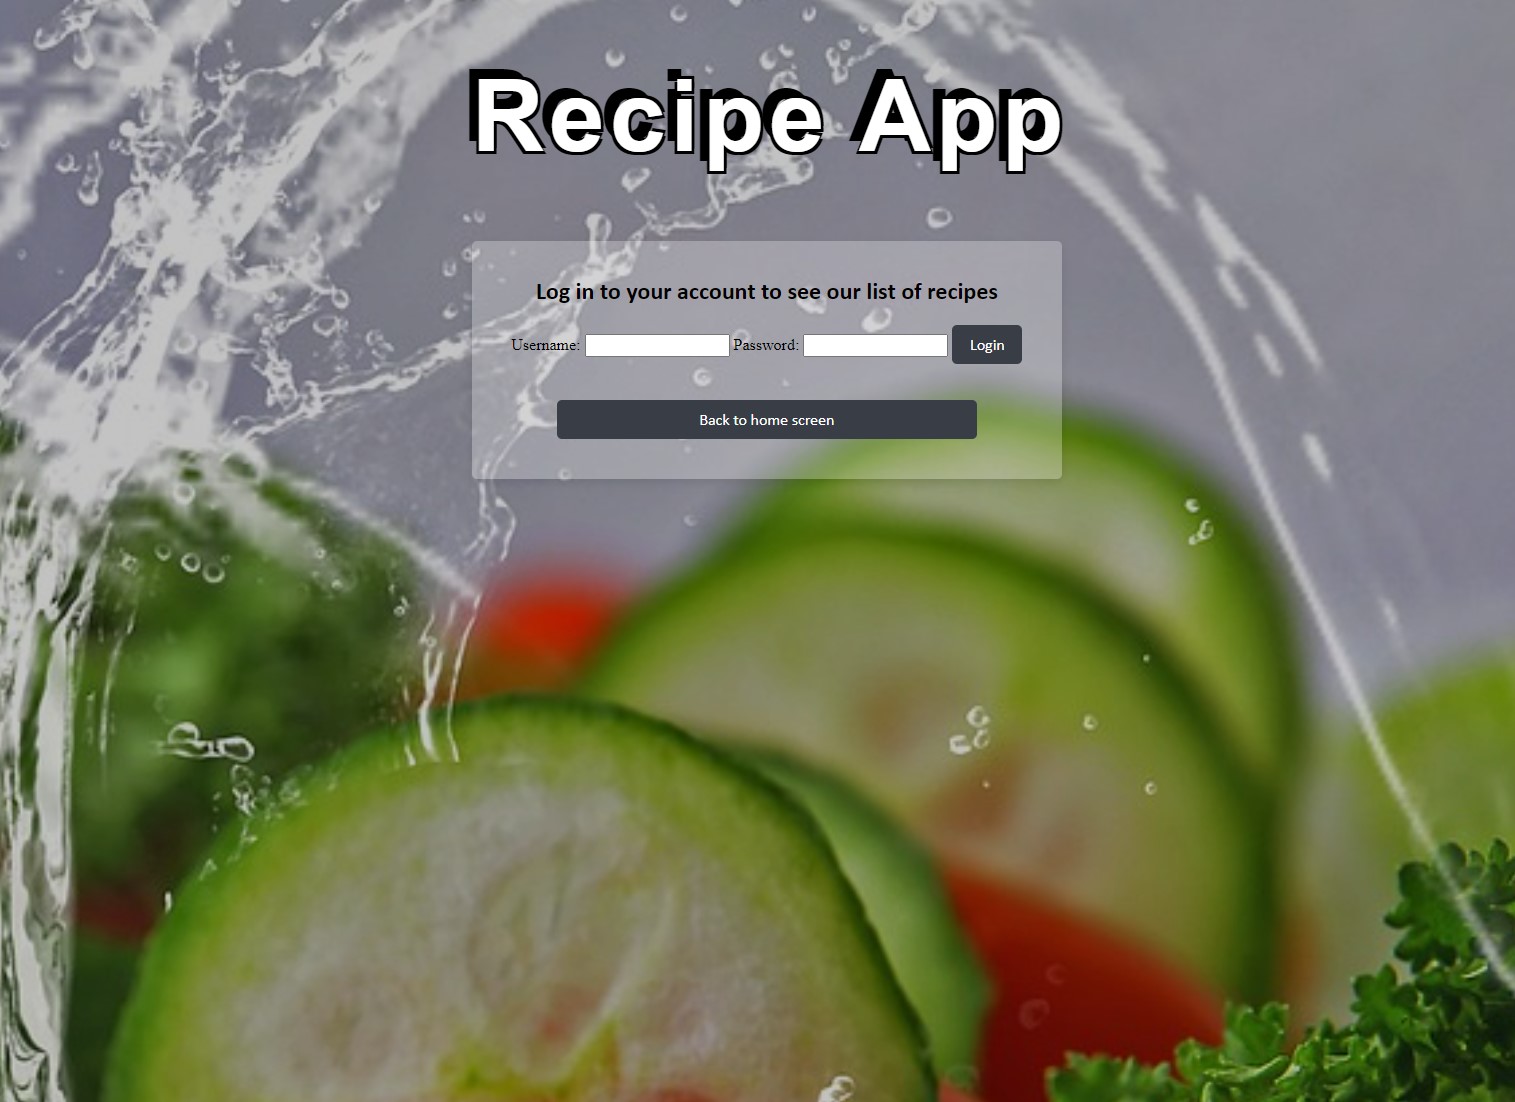 Recipe App
Log in to your account to see our list of recipes
Username: Password: Login
Back to home screen